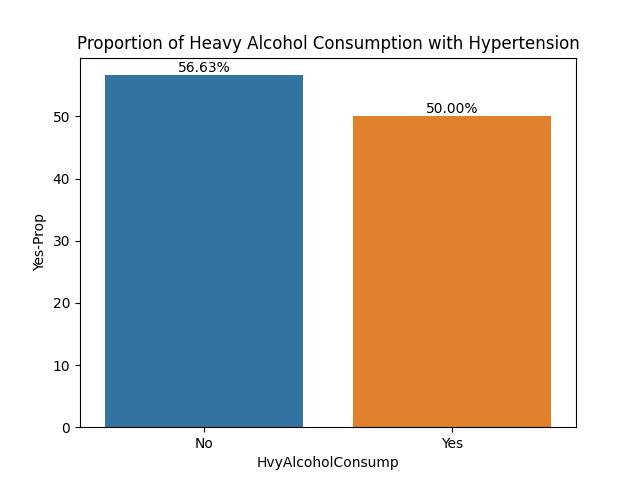 Proportion of Heavy Alcohol Consumption with Hypertension
56.63%
50.00%
50
40
30
20
10
0
Yes-Prop
No
Yes
HvyAlcoholConsump